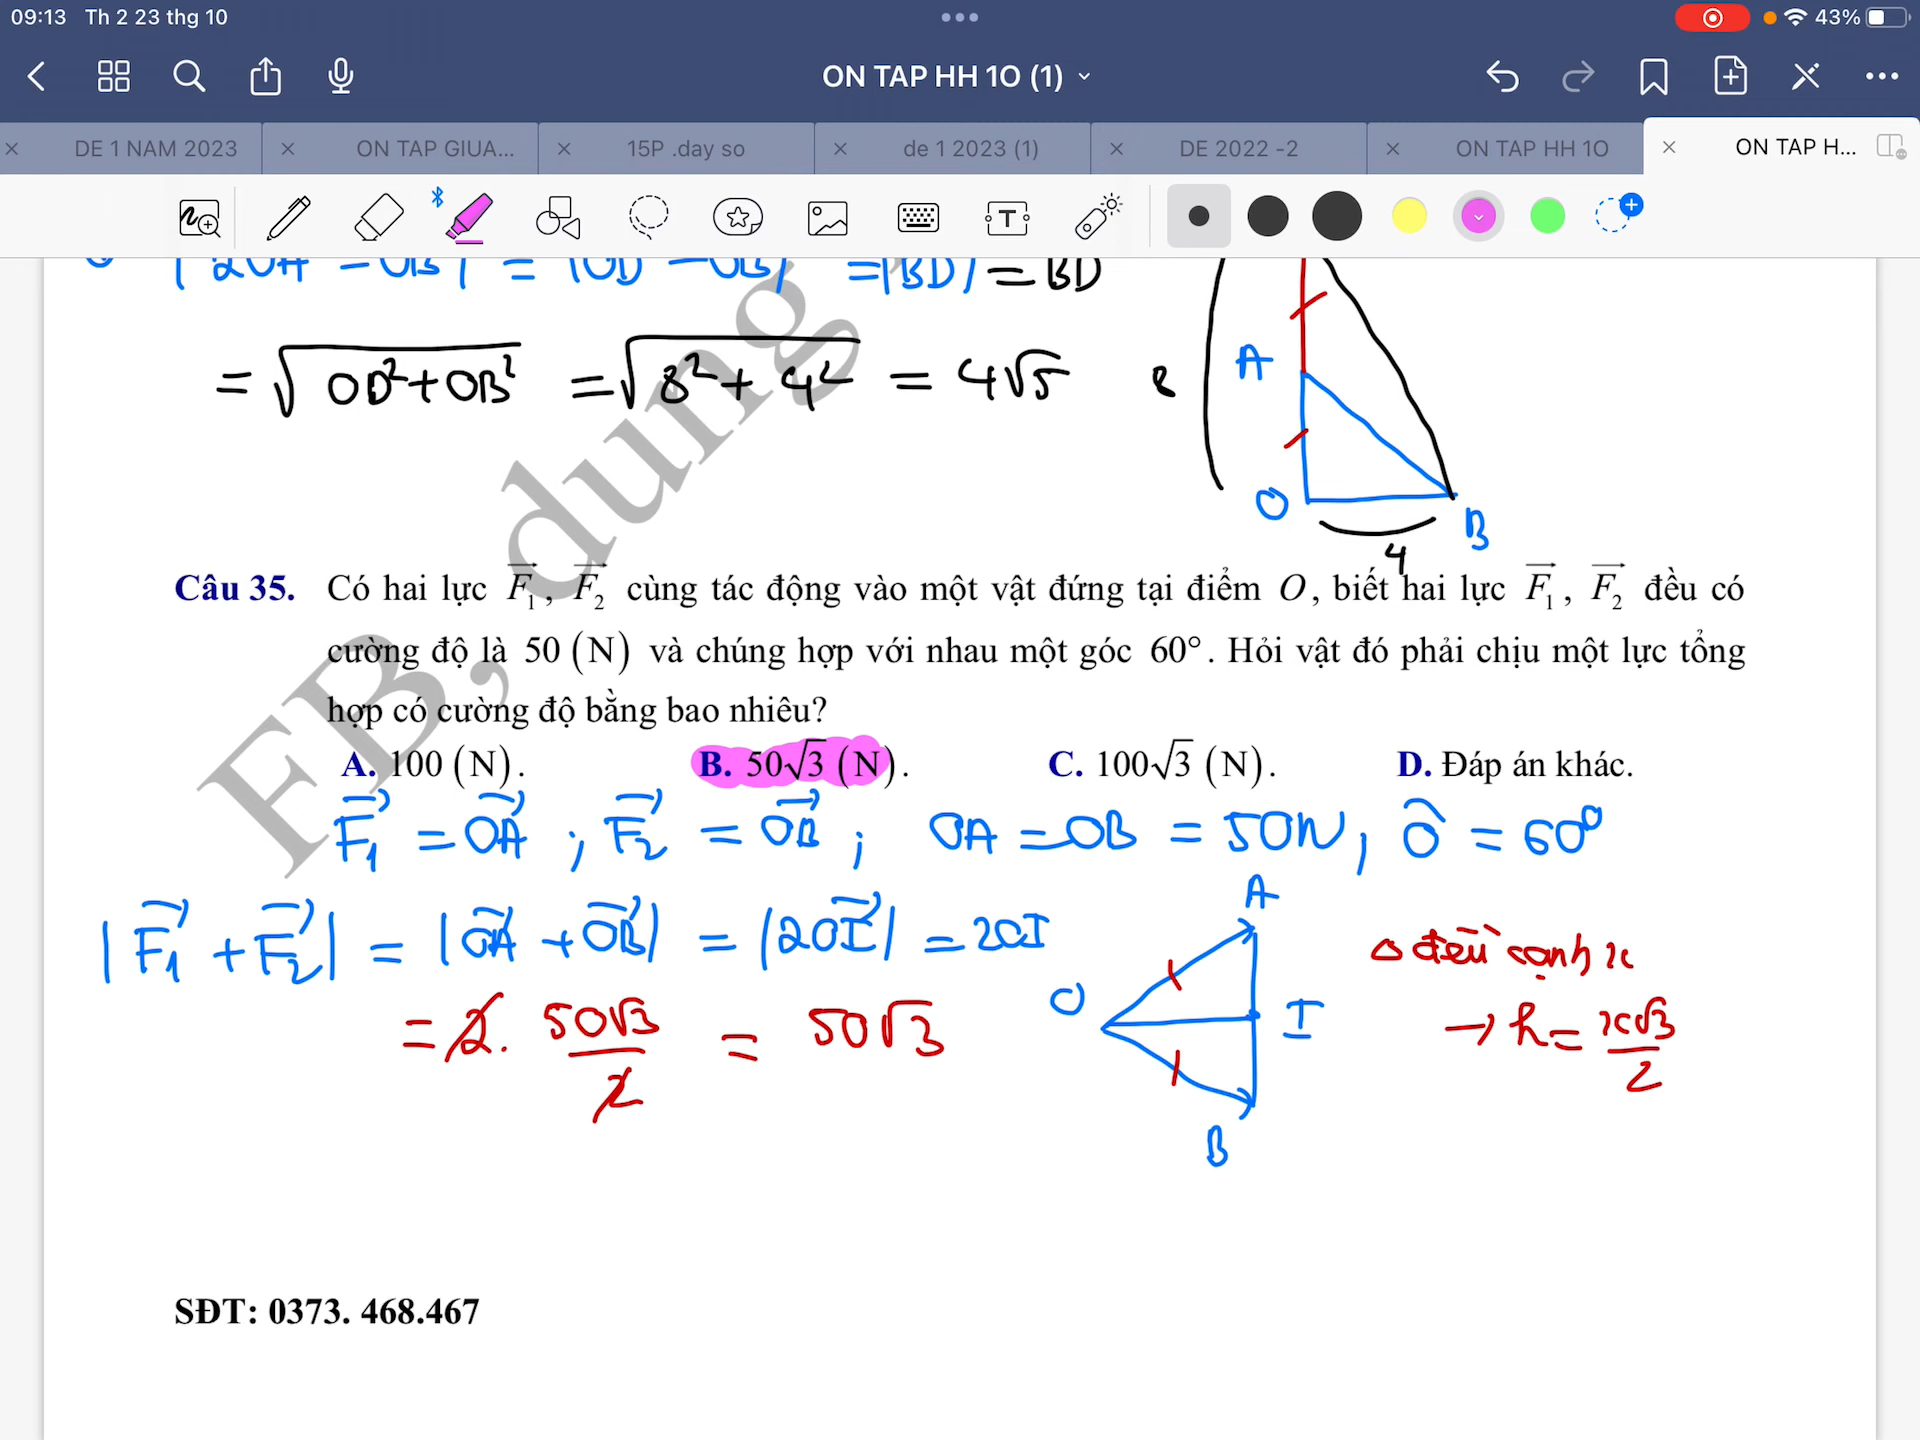 09:13 Th 2 23 thg 10
43%
ON TAP HH 1O (1)
DE 1 NAM 2023
ON TAP GIUA...
15P .day so
de 1 2023 (1)
DE 2022 -2
ON TAP HH 1O
ON TAP H...
|2OA - OB| = |OD - OB| = |BD| = BD
= √OD²+OB² = √8²+4² = 4√5
8
A
O
B
4
FB, dung
Câu 35. Có hai lực F₁, F₂ cùng tác động vào một vật đứng tại điểm O, biết hai lực F₁, F₂ đều có
cường độ là 50 (N) và chúng hợp với nhau một góc 60°. Hỏi vật đó phải chịu một lực tổng
hợp có cường độ bằng bao nhiêu?
A. 100 (N). B. 50√3 (N). C. 100√3 (N). D. Đáp án khác.
F₁ = OA ; F₂ = OB ; OA = OB = 50N, Ô = 60°
|F₁ + F₂| = |OA + OB| = |2OI| = 2OI
= 2. 50√3/2 = 50√3
A
O
I
B
Δ đều cạnh x
→ h = x√3/2
SĐT: 0373. 468.467